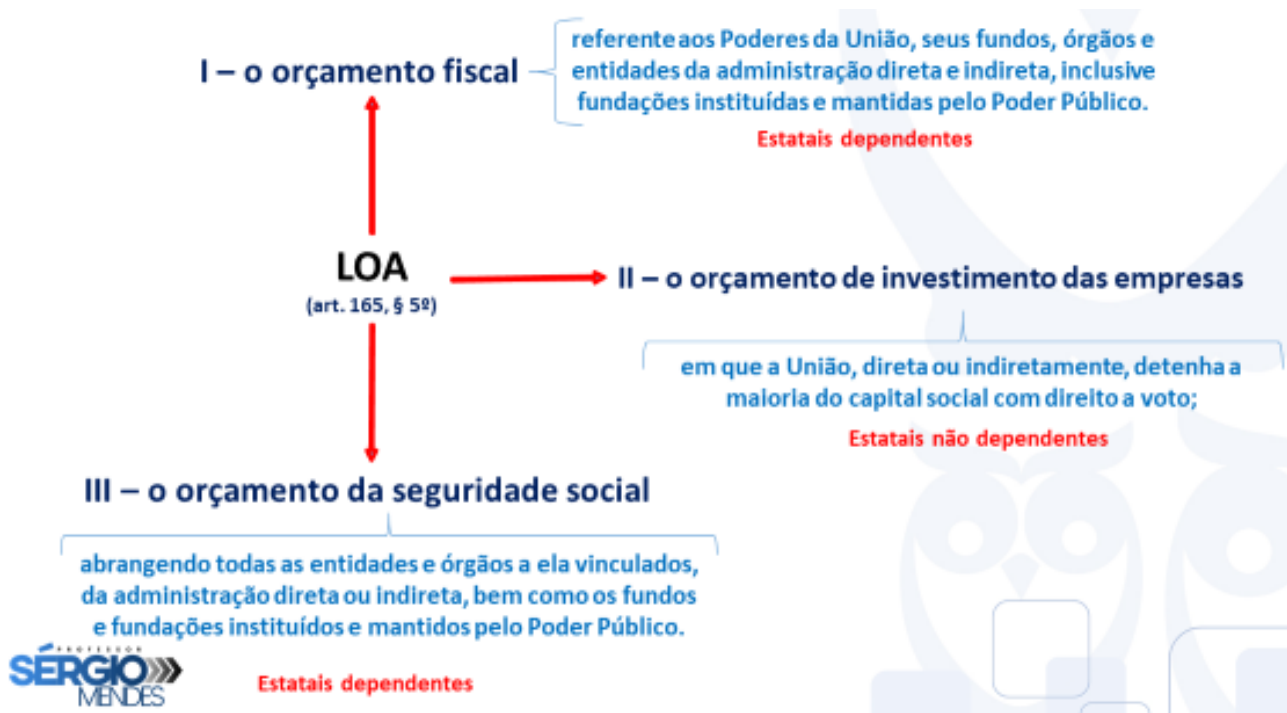 I – o orçamento fiscal
referente aos Poderes da União, seus fundos, órgãos e
entidades da administração direta e indireta, inclusive
fundações instituídas e mantidas pelo Poder Público.
Estatais dependentes
LOA
(art. 165, § 5º)
II – o orçamento de investimento das empresas
em que a União, direta ou indiretamente, detenha a
maioria do capital social com direito a voto;
Estatais não dependentes
III – o orçamento da seguridade social
abrangendo todas as entidades e órgãos a ela vinculados,
da administração direta ou indireta, bem como os fundos
e fundações instituídos e mantidos pelo Poder Público.
Estatais dependentes
PROFESSOR
SÉRGIO
MENDES